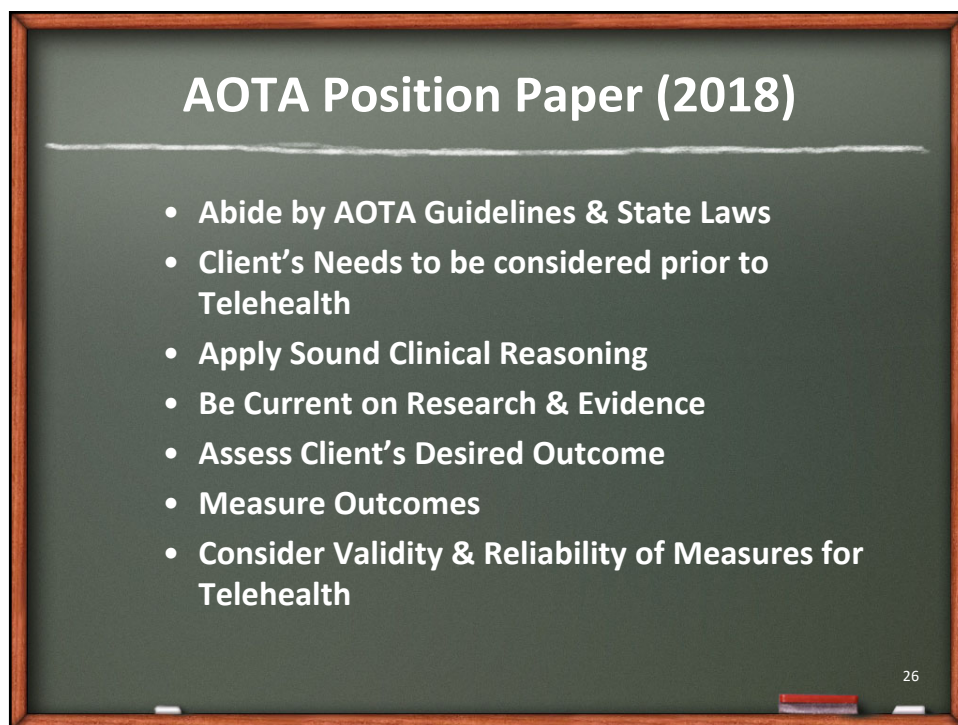 AOTA Position Paper (2018)
• Abide by AOTA Guidelines & State Laws
• Client’s Needs to be considered prior to
Telehealth
• Apply Sound Clinical Reasoning
• Be Current on Research & Evidence
• Assess Client’s Desired Outcome
• Measure Outcomes
• Consider Validity & Reliability of Measures for
Telehealth
26